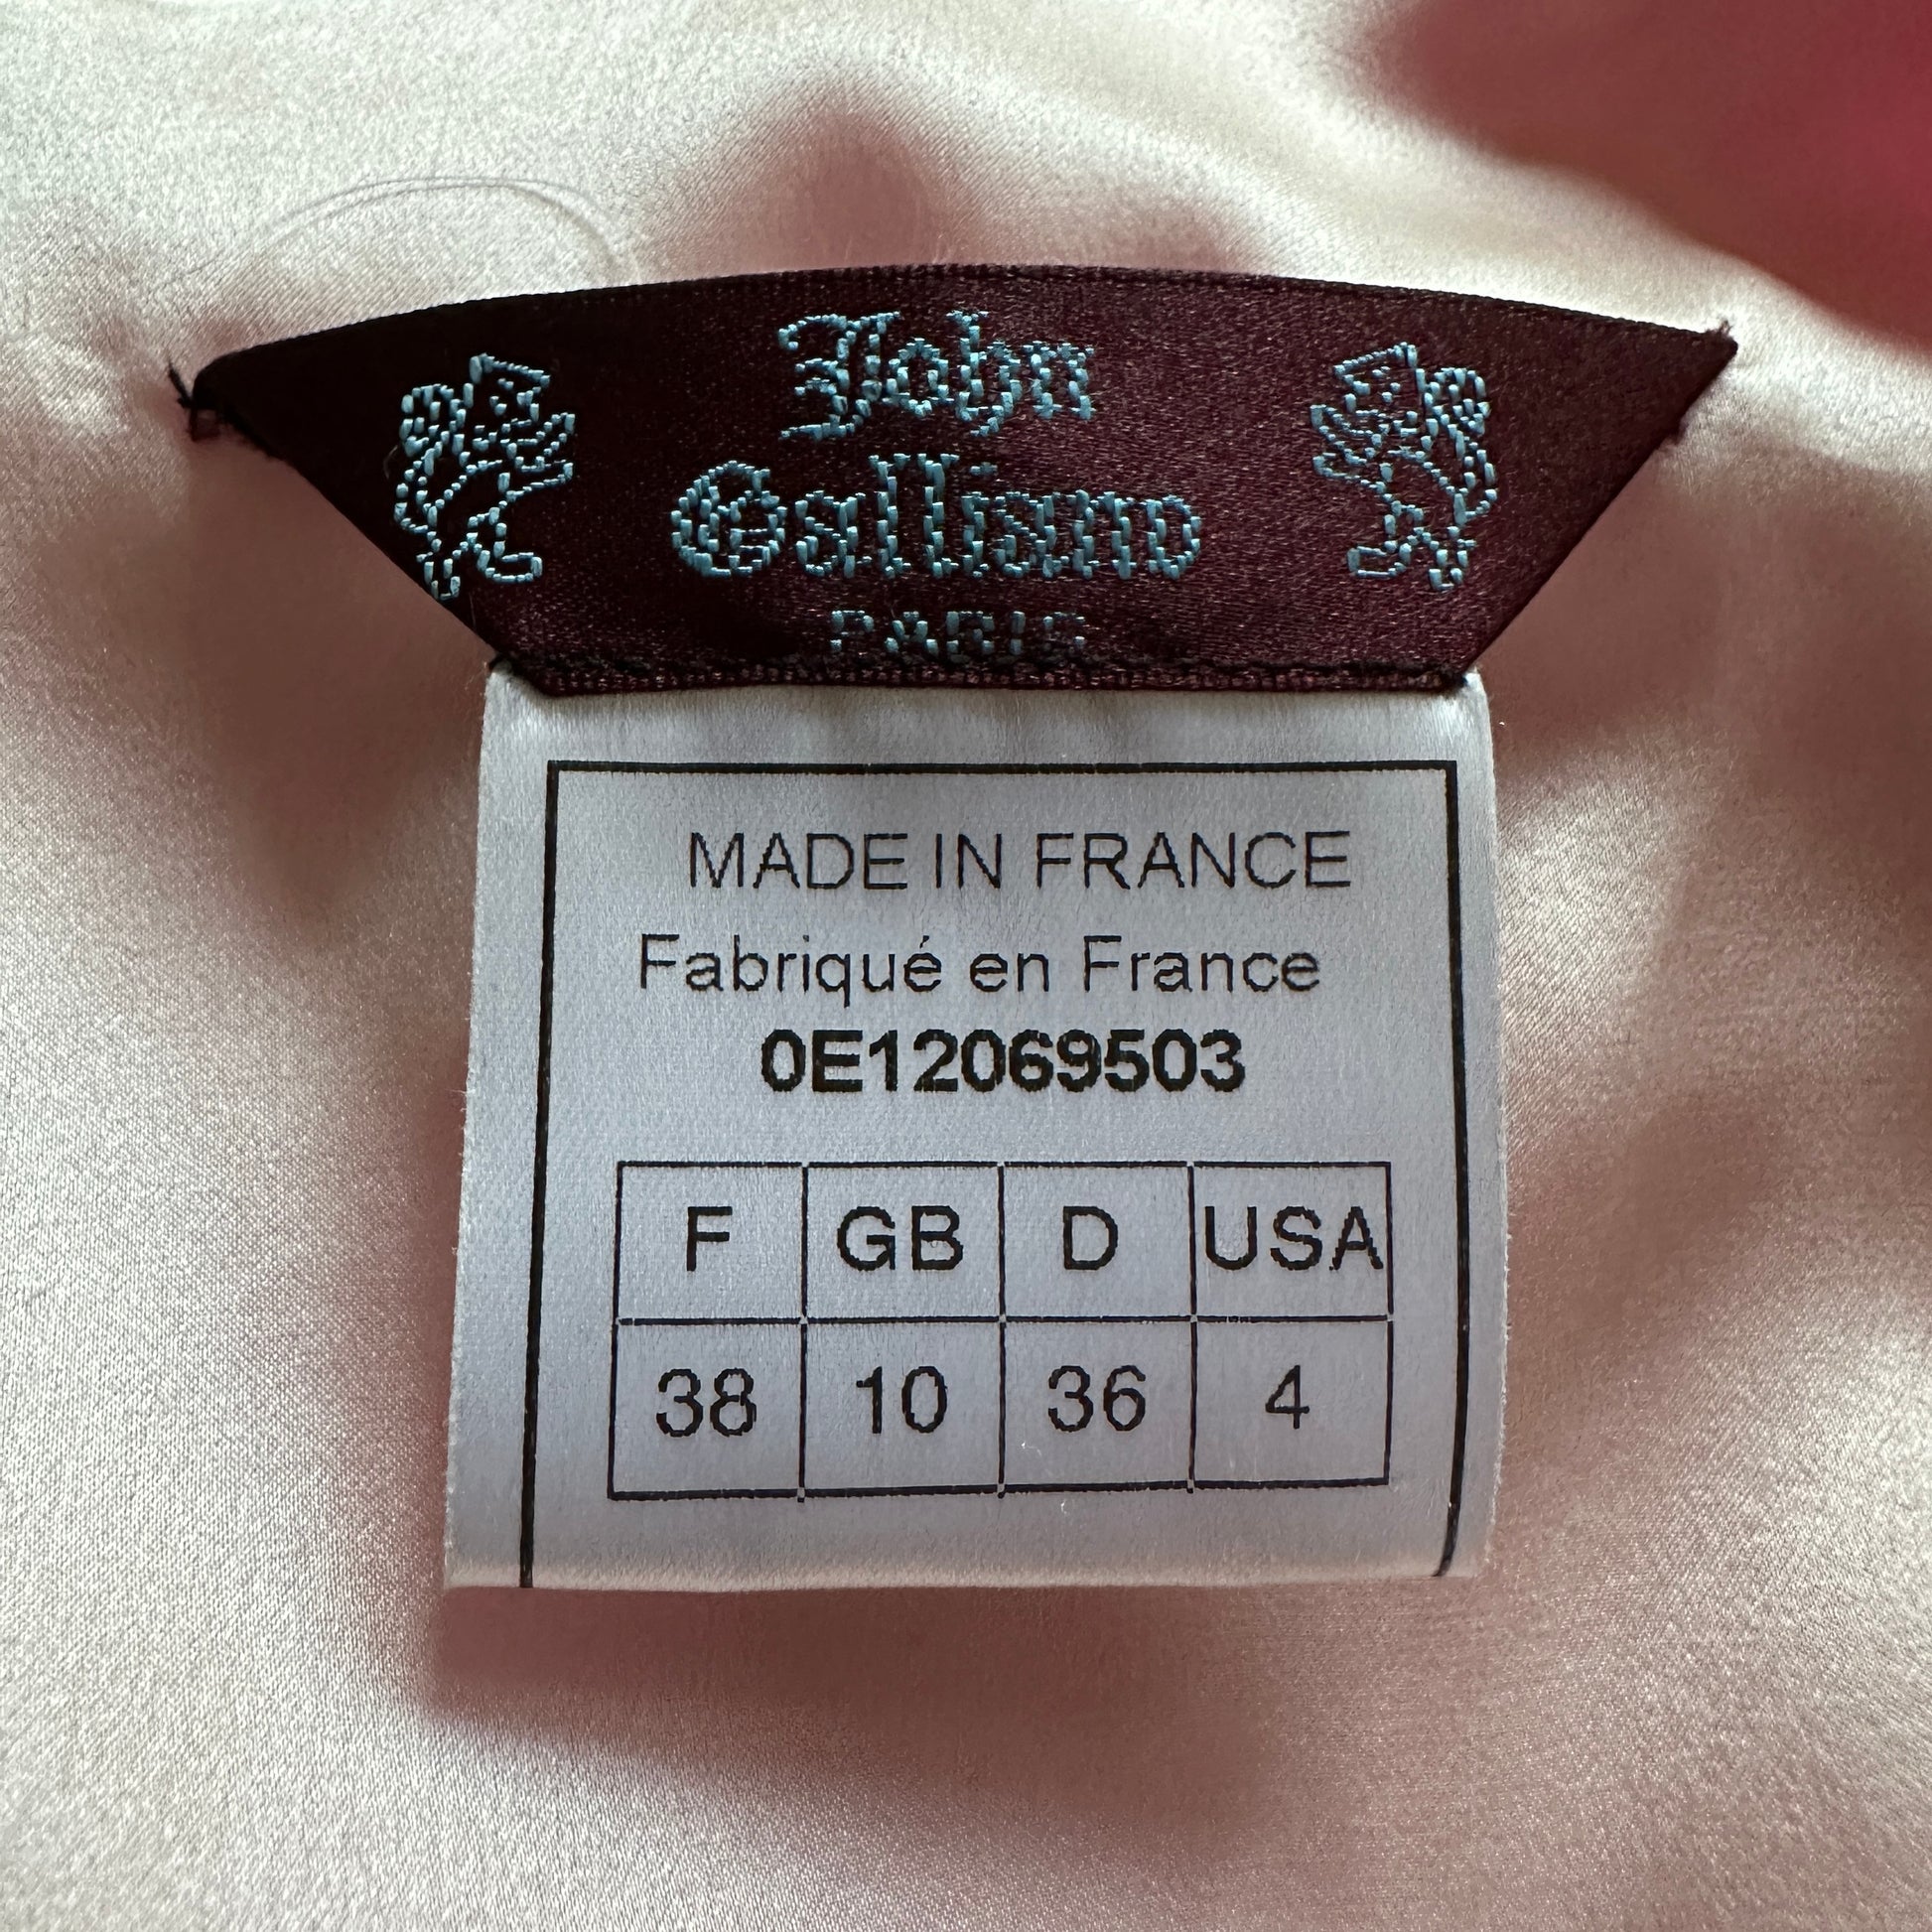 John
Galliano
PARIS
MADE IN FRANCE
Fabriqué en France
0E12069503
F GB D USA
38 10 36 4